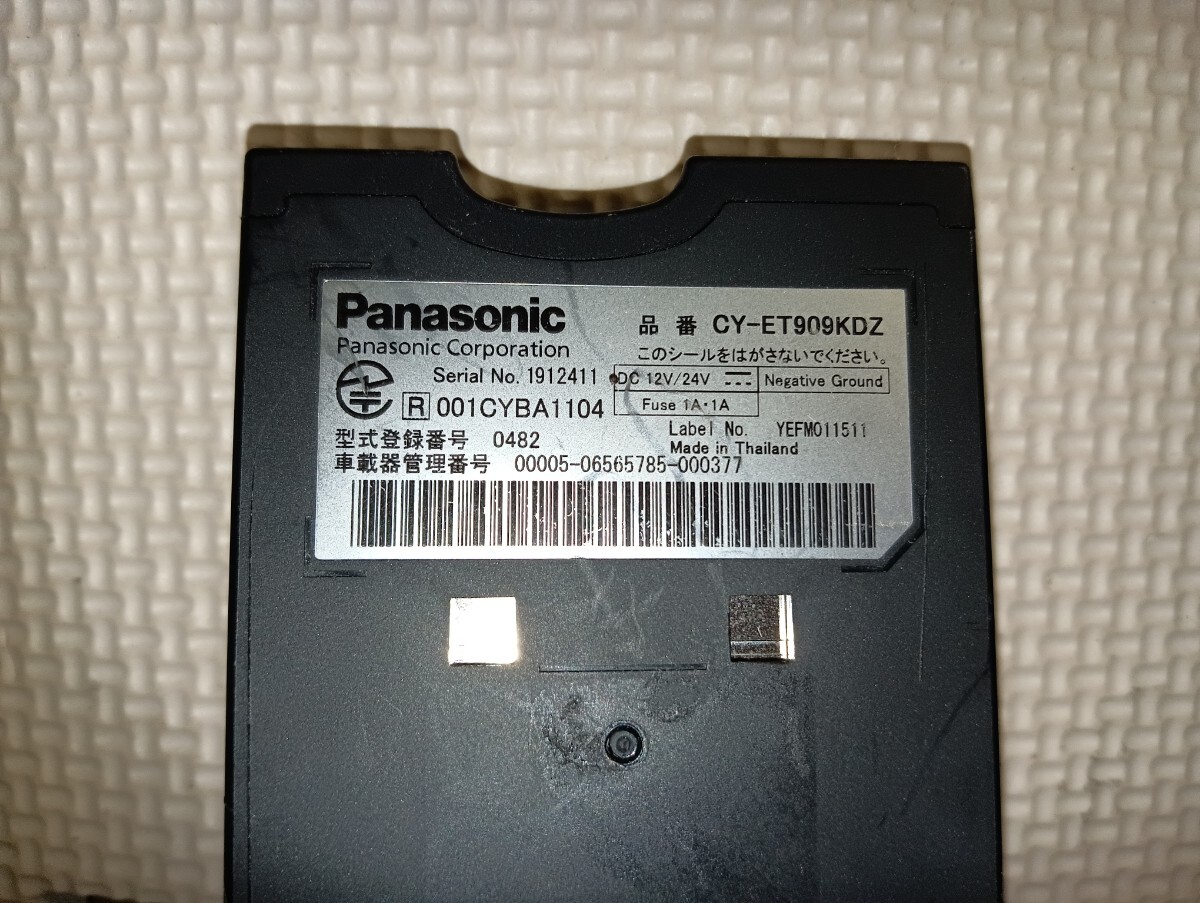 Panasonic
Panasonic Corporation
品 番 CY-ET909KDZ
このシールをはがさないでください。
Serial No. 1912411
DC 12V/24V
Negative Ground
Fuse 1A・1A
R 001CYBA1104
Label No. YEFM011511
Made in Thailand
型式登録番号 0482
車載器管理番号 00005-06565785-000377